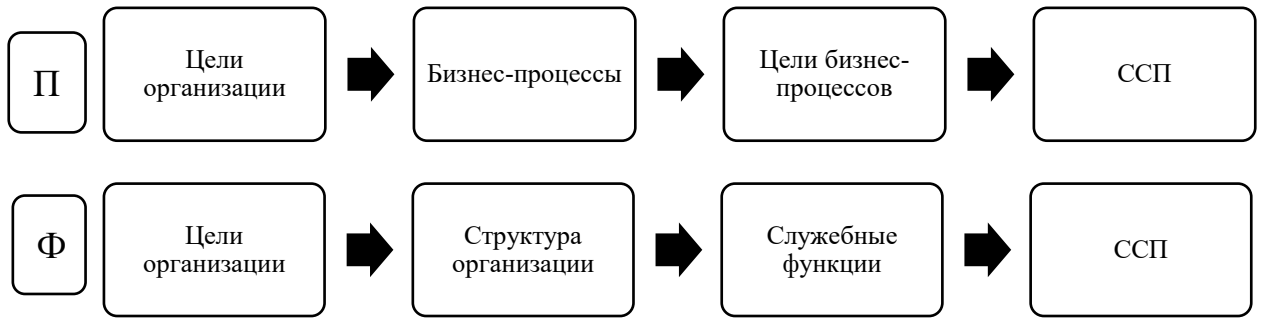 П
Цели
организации
Бизнес-процессы
Цели бизнес-
процессов
ССП
Ф
Цели
организации
Структура
организации
Служебные
функции
ССП